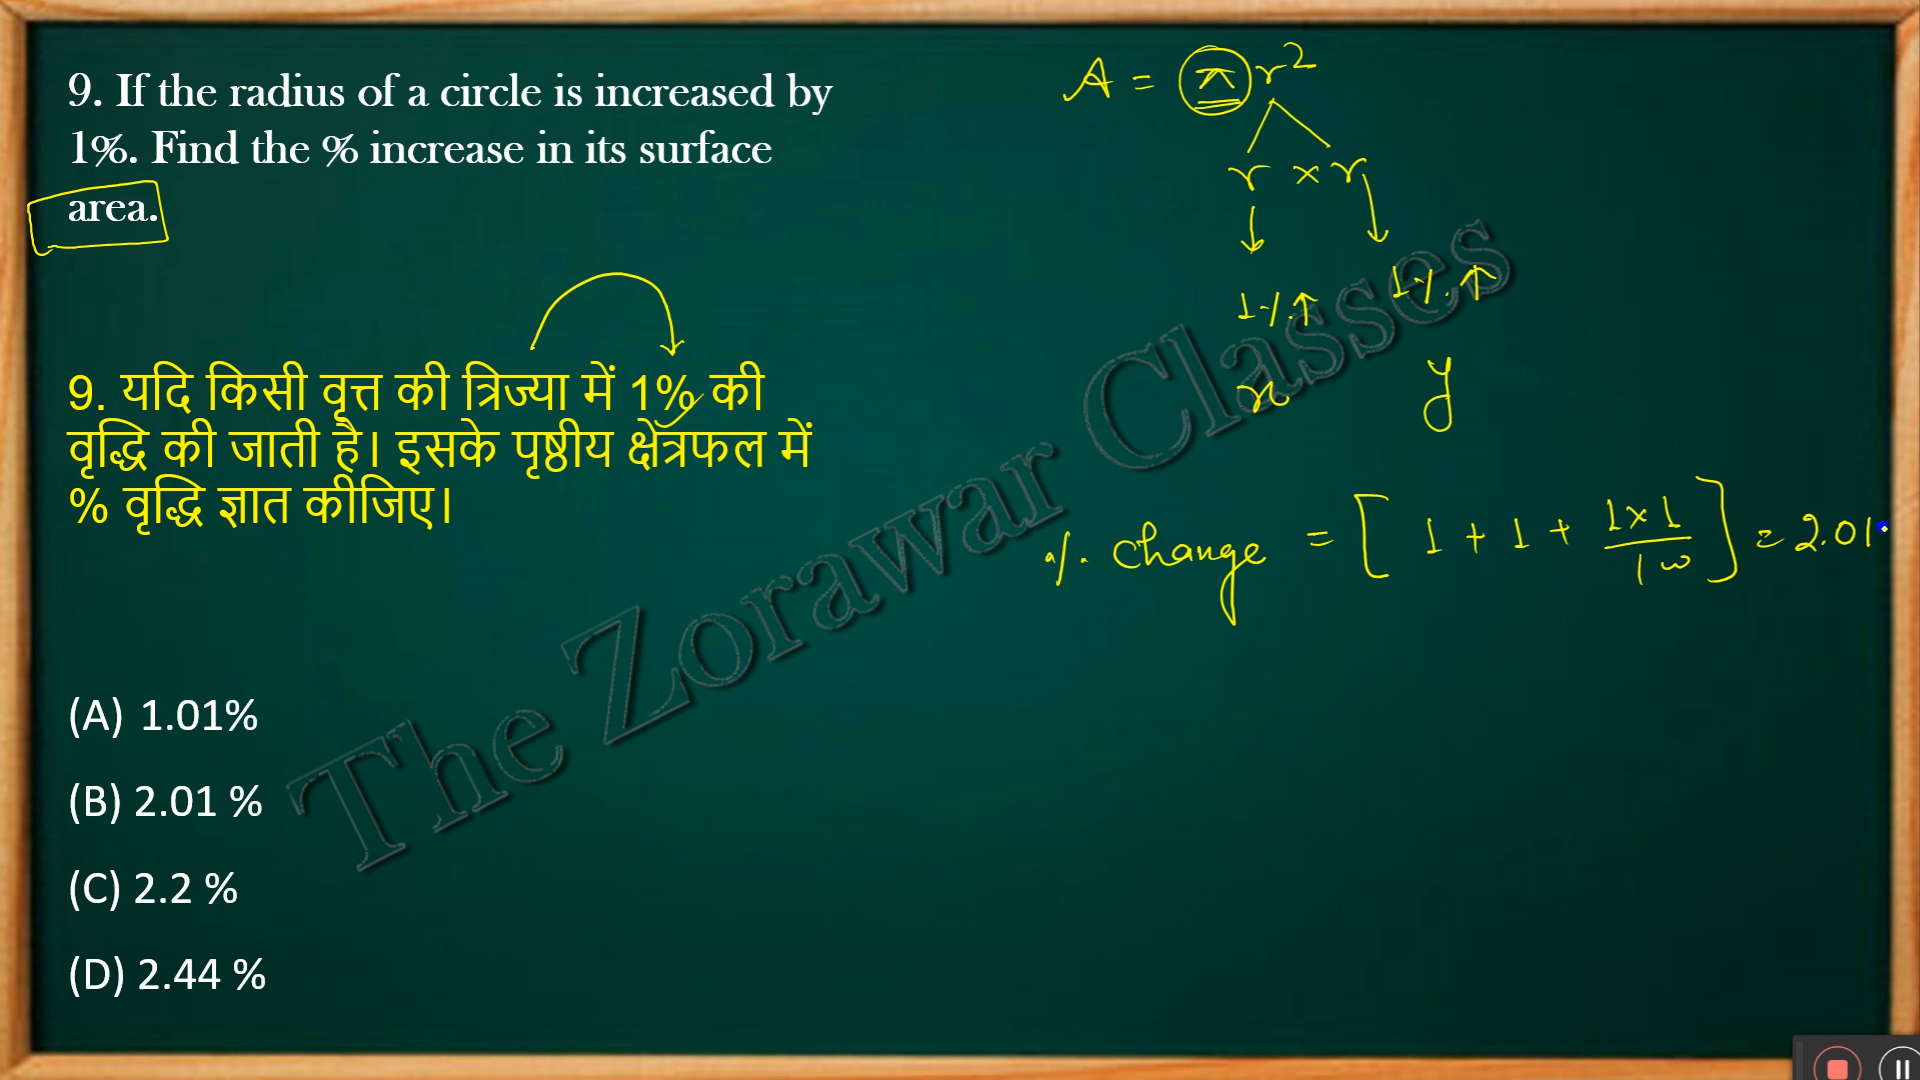 9. If the radius of a circle is increased by
1%. Find the % increase in its surface
area.
9. यदि किसी वृत्त की त्रिज्या में 1% की
वृद्धि की जाती है। इसके पृष्ठीय क्षेत्रफल में
% वृद्धि ज्ञात कीजिए।
(A) 1.01%
(B) 2.01 %
(C) 2.2 %
(D) 2.44 %
A = πr²
r × r
1% ↑ 1% ↑
x y
% change = [ 1 + 1 + 1×1/100 ] = 2.01
The Zorawar Classes